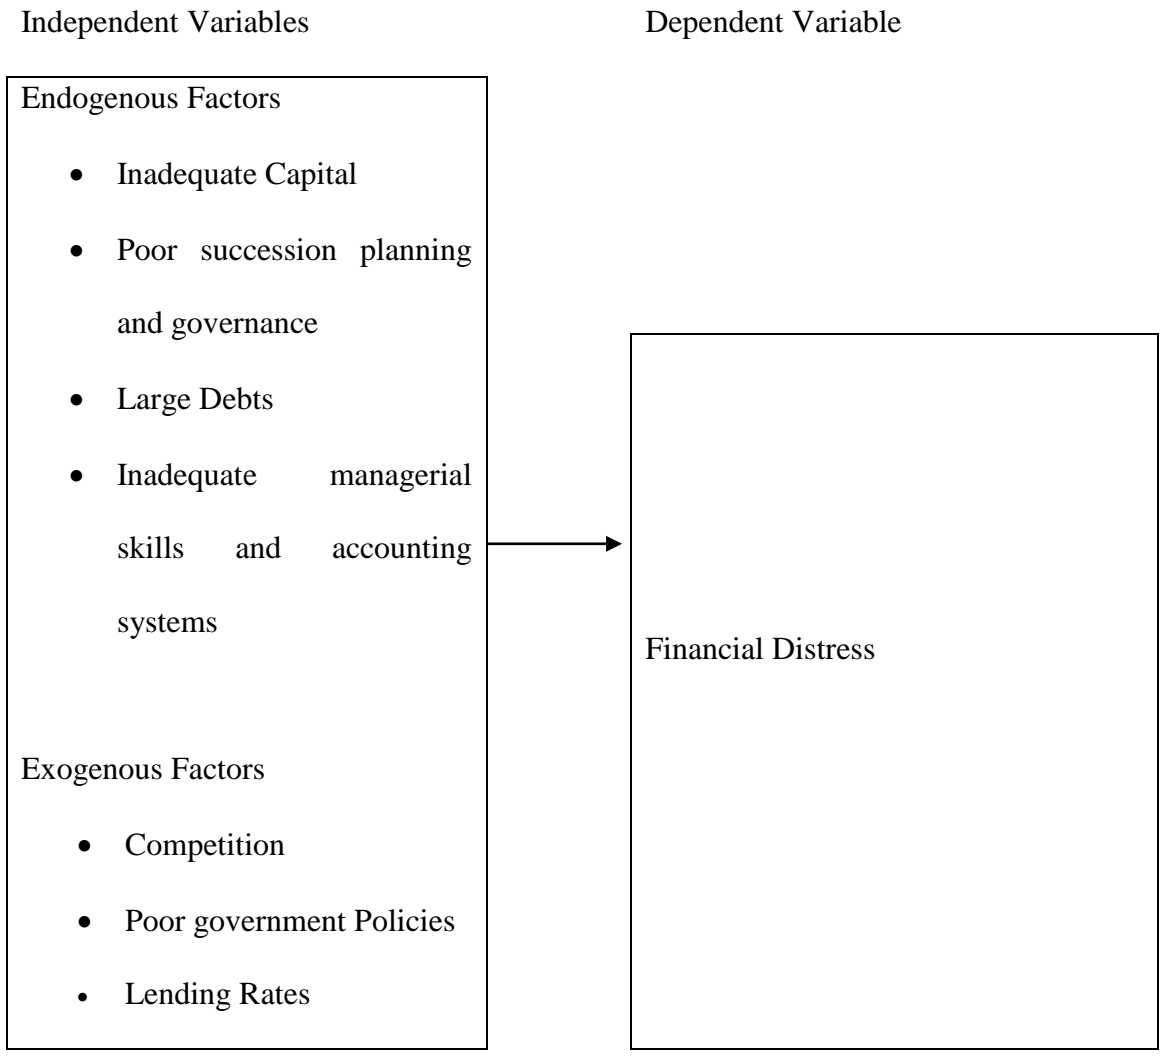 Independent Variables
Dependent Variable
Endogenous Factors
• Inadequate Capital
• Poor succession planning
and governance
• Large Debts
• Inadequate managerial
skills and accounting
systems
Exogenous Factors
• Competition
• Poor government Policies
• Lending Rates
Financial Distress